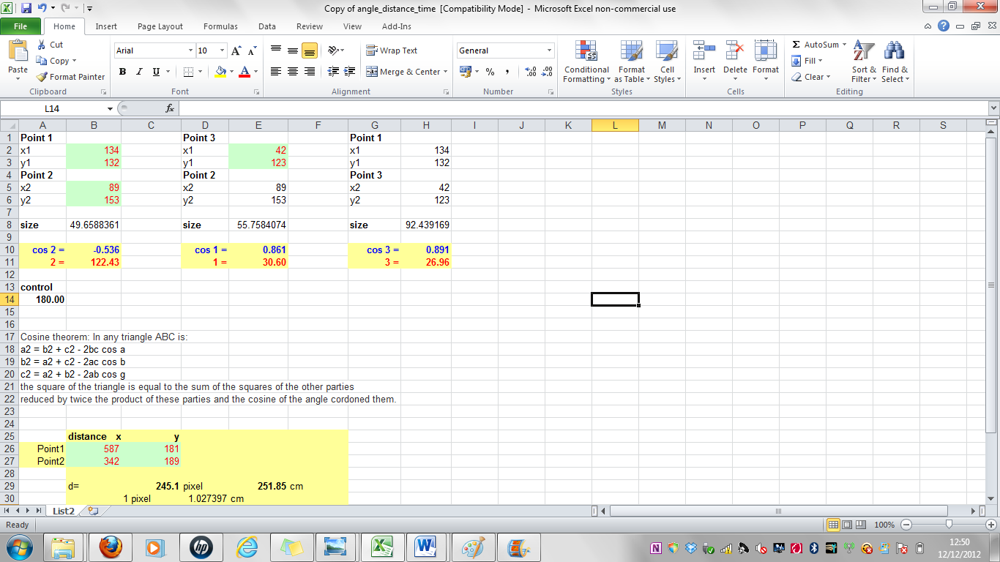 Copy of angle_distance_time [Compatibility Mode] - Microsoft Excel non-commercial use
File Home Insert Page Layout Formulas Data Review View Add-Ins
Paste
Cut
Copy
Format Painter
Clipboard
Arial 10
B I U
Font
Wrap Text
Merge & Center
Alignment
General
% ,
Number
Conditional Formatting
Format as Table
Cell Styles
Styles
Insert Delete Format
Cells
Σ AutoSum
Fill
Clear
Sort & Filter
Find & Select
Editing
L14 fx
A B C D E F G H I J K L M N O P Q R S
1 Point 1 Point 3 Point 1
2 x1 134 x1 42 x1 134
3 y1 132 y1 123 y1 132
4 Point 2 Point 2 Point 3
5 x2 89 x2 89 x2 42
6 y2 153 y2 153 y2 123
7
8 size 49.6588361 size 55.7584074 size 92.439169
9
10 cos 2 = -0.536 cos 1 = 0.861 cos 3 = 0.891
11 2 = 122.43 1 = 30.60 3 = 26.96
12
13 control
14 180.00
15
16
17 Cosine theorem: In any triangle ABC is:
18 a2 = b2 + c2 - 2bc cos a
19 b2 = a2 + c2 - 2ac cos b
20 c2 = a2 + b2 - 2ab cos g
21 the square of the triangle is equal to the sum of the squares of the other parties
22 reduced by twice the product of these parties and the cosine of the angle cordoned them.
23
24
25 distance x y
26 Point1 587 181
27 Point2 342 189
28
29 d= 245.1 pixel 251.85 cm
30 1 pixel 1.027397 cm
List2
Ready 100%
12:50
12/12/2012